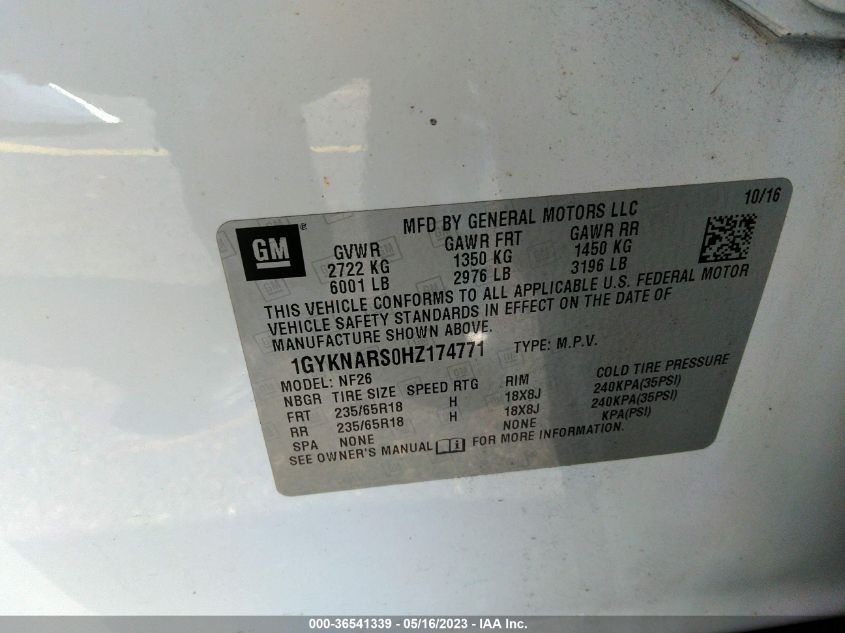 10/16
MFD BY GENERAL MOTORS LLC
GM®
GVWR GAWR FRT GAWR RR
2722 KG 1350 KG 1450 KG
6001 LB 2976 LB 3196 LB
THIS VEHICLE CONFORMS TO ALL APPLICABLE U.S. FEDERAL MOTOR
VEHICLE SAFETY STANDARDS IN EFFECT ON THE DATE OF
MANUFACTURE SHOWN ABOVE.
1GYKNARS0HZ174771 TYPE: M.P.V.
MODEL: NF26
NBGR TIRE SIZE SPEED RTG RIM COLD TIRE PRESSURE
FRT 235/65R18 H 18X8J 240KPA(35PSI)
RR 235/65R18 H 18X8J 240KPA(35PSI)
SPA NONE NONE KPA(PSI)
SEE OWNER'S MANUAL FOR MORE INFORMATION.
000-36541339 - 05/16/2023 - IAA Inc.